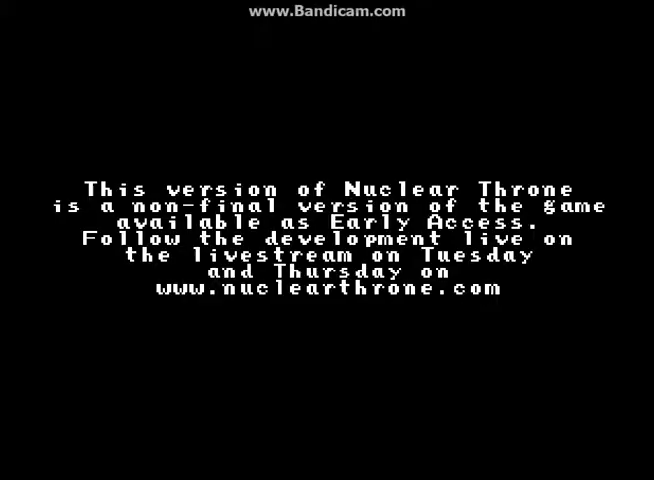 www.Bandicam.com
This version of Nuclear Throne
is a non-final version of the game
available as Early Access.
Follow the development live on
the livestream on Tuesday
and Thursday on
www.nuclearthrone.com